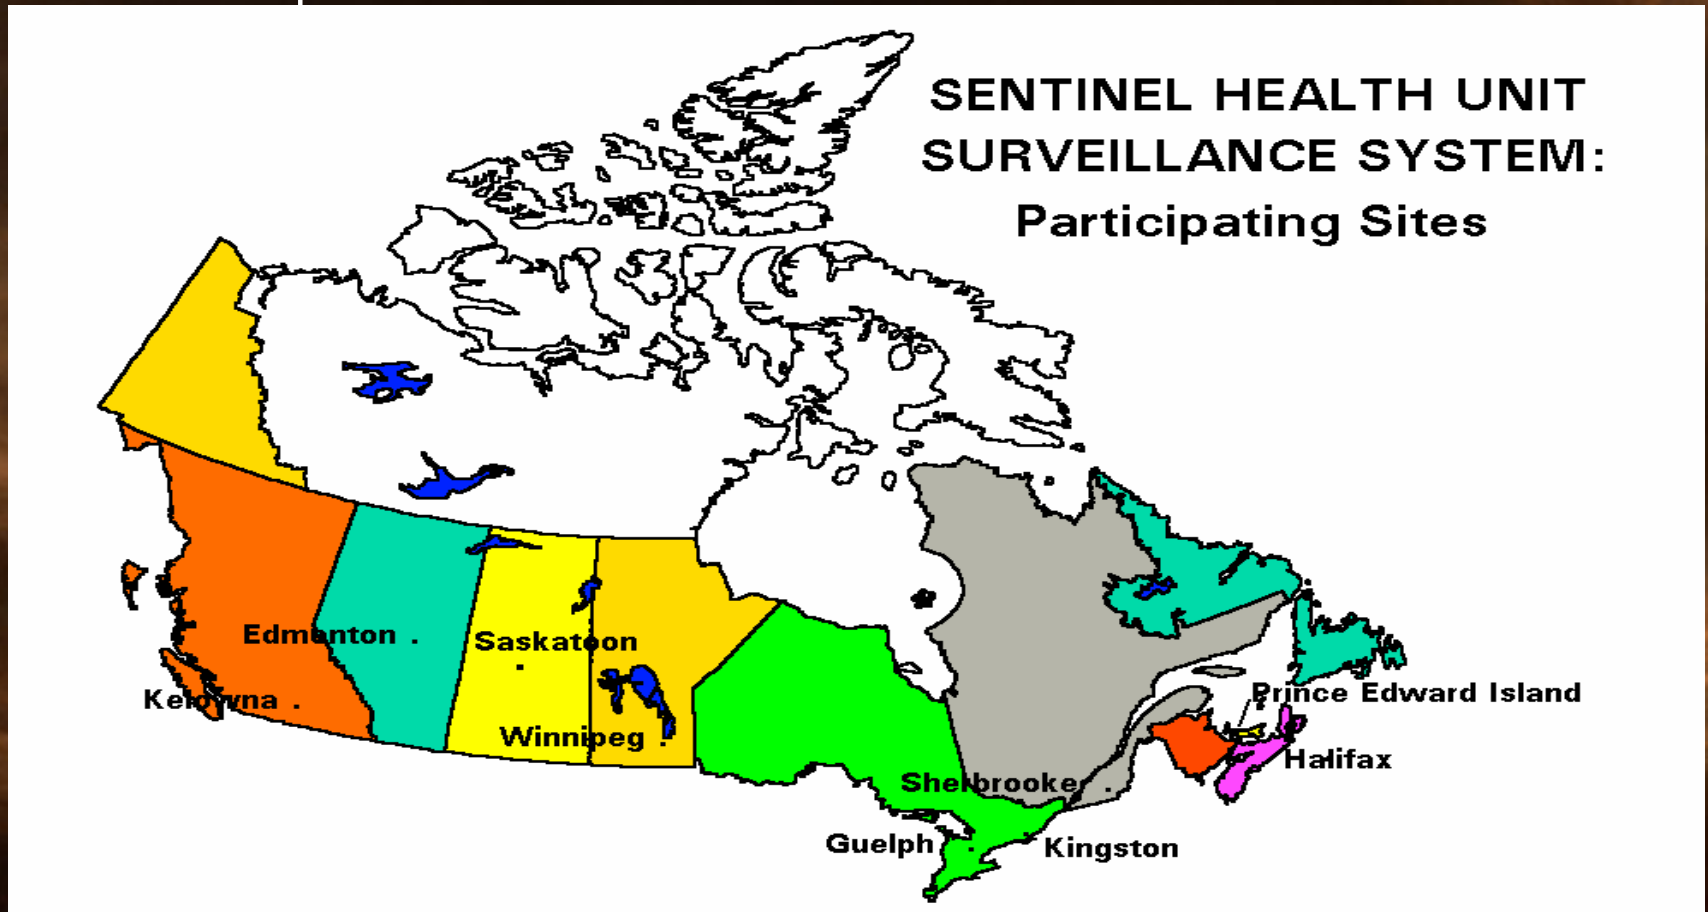 SENTINEL HEALTH UNIT
SURVEILLANCE SYSTEM:
Participating Sites
Edmonton .
Saskatoon
Kelowna .
Winnipeg .
Prince Edward Island
Halifax
Sherbrooke .
Guelph
Kingston